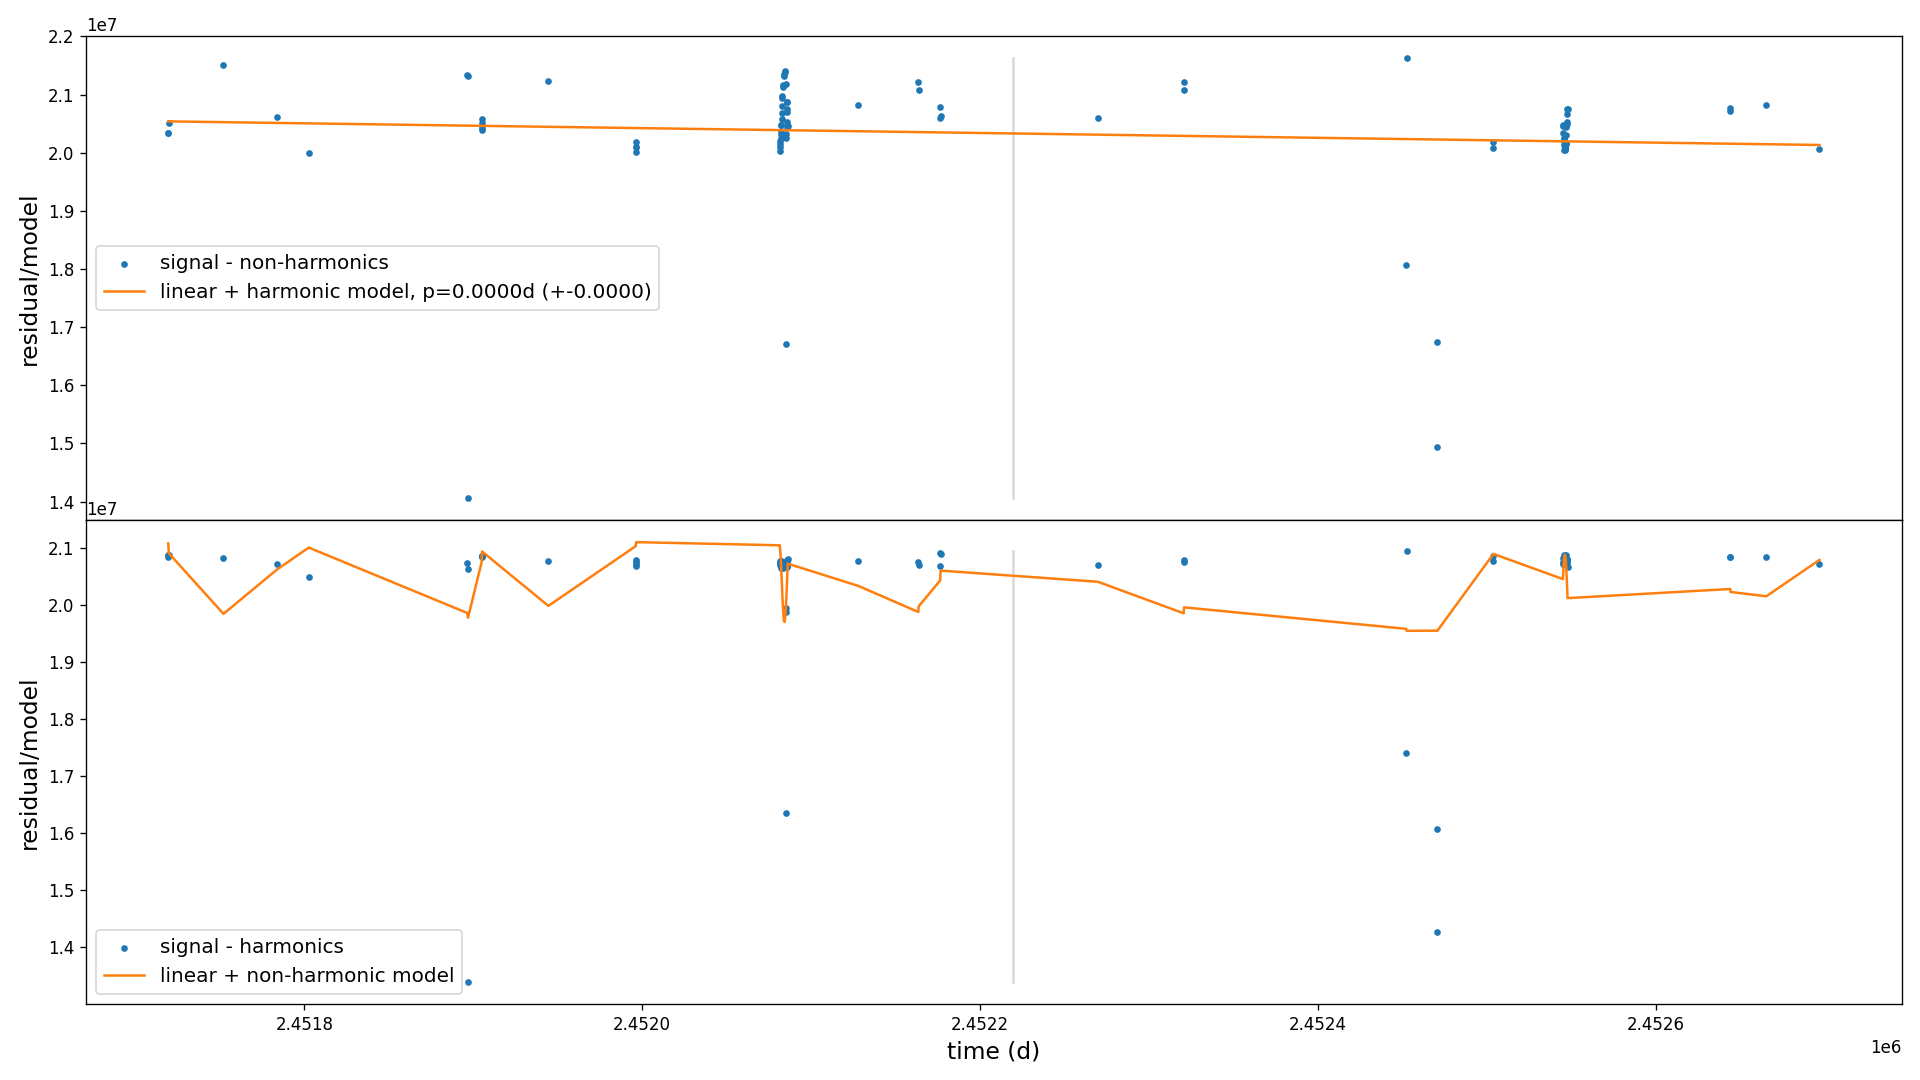 1e7
2.2
2.1
2.0
1.9
1.8
1.7
1.6
1.5
1.4
residual/model
signal - non-harmonics
linear + harmonic model, p=0.0000d (+-0.0000)
1e7
2.1
2.0
1.9
1.8
1.7
1.6
1.5
1.4
residual/model
signal - harmonics
linear + non-harmonic model
2.4518 2.4520 2.4522 2.4524 2.4526
time (d)
1e6